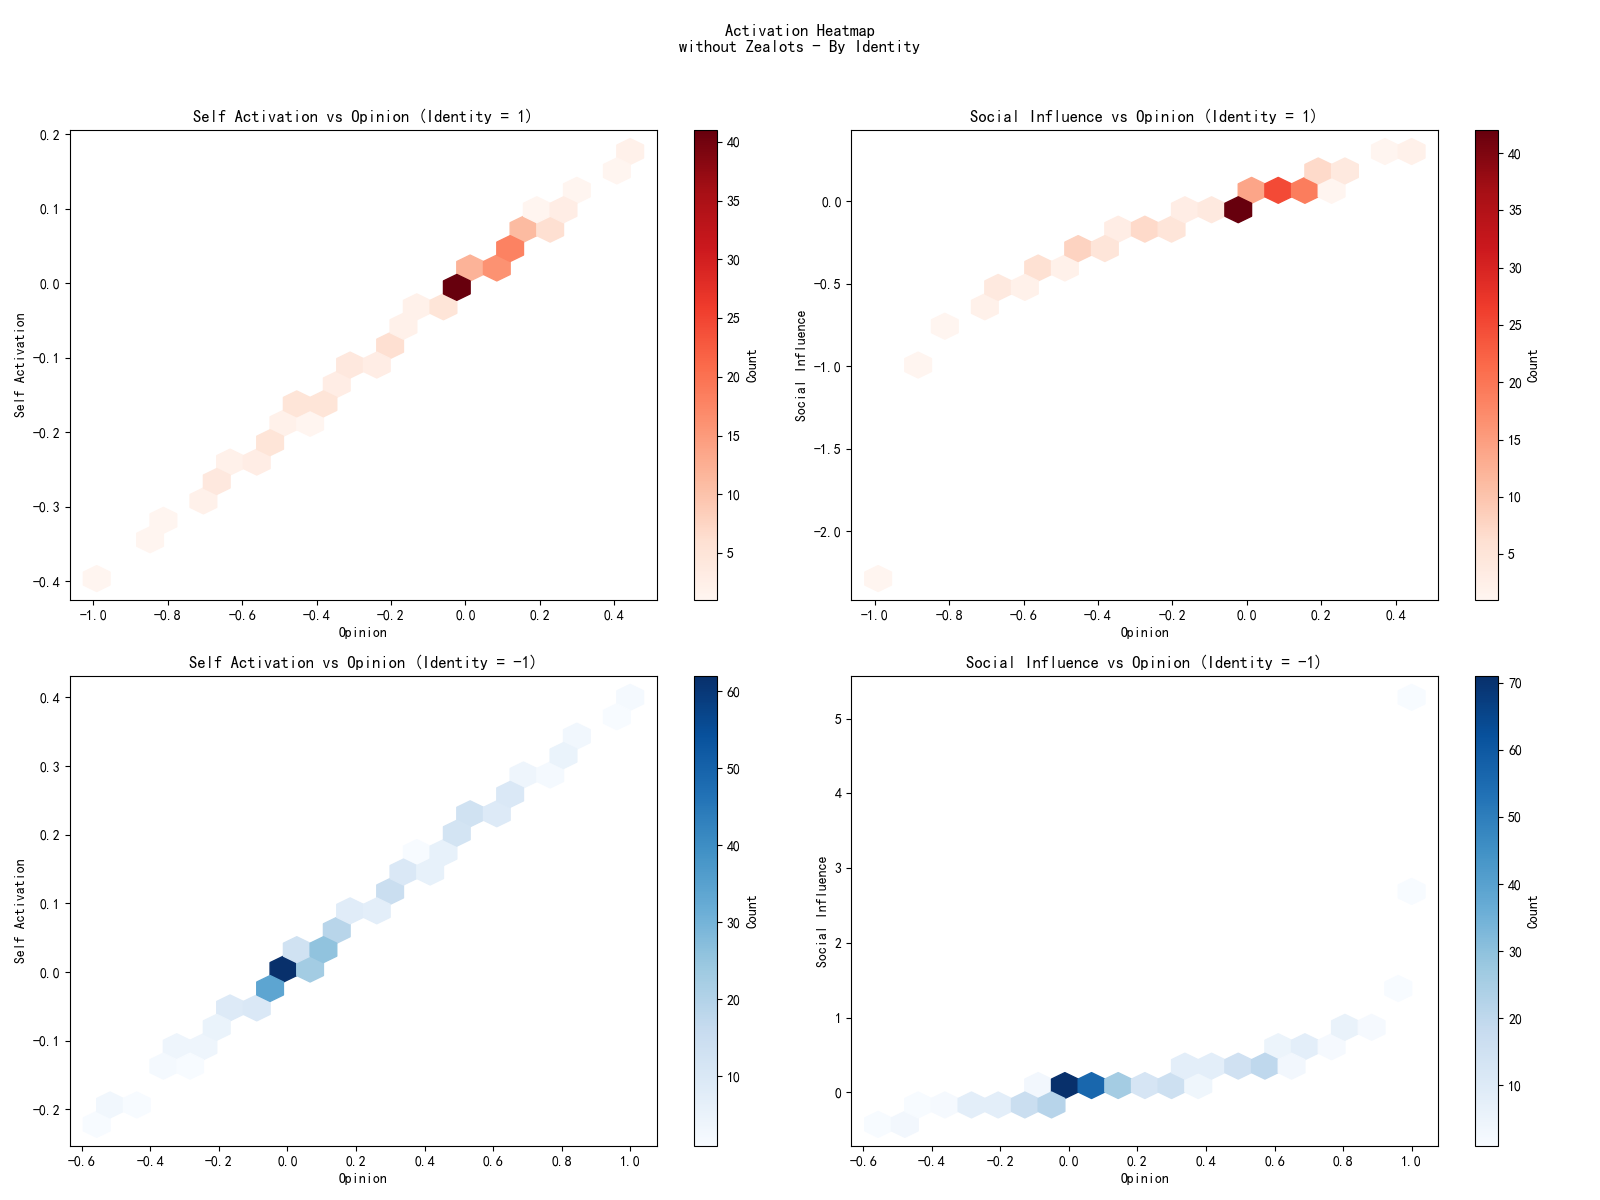 Activation Heatmap
without Zealots - By Identity
Self Activation vs Opinion (Identity = 1)
Self Activation
0.2
0.1
0.0
−0.1
−0.2
−0.3
−0.4
−1.0 −0.8 −0.6 −0.4 −0.2 0.0 0.2 0.4
Opinion
40
35
30
25
20
15
10
5
Count
Social Influence vs Opinion (Identity = 1)
Social Influence
0.0
−0.5
−1.0
−1.5
−2.0
−1.0 −0.8 −0.6 −0.4 −0.2 0.0 0.2 0.4
Opinion
40
35
30
25
20
15
10
5
Count
Self Activation vs Opinion (Identity = -1)
Self Activation
0.4
0.3
0.2
0.1
0.0
−0.1
−0.2
−0.6 −0.4 −0.2 0.0 0.2 0.4 0.6 0.8 1.0
Opinion
60
50
40
30
20
10
Count
Social Influence vs Opinion (Identity = -1)
Social Influence
5
4
3
2
1
0
−0.6 −0.4 −0.2 0.0 0.2 0.4 0.6 0.8 1.0
Opinion
70
60
50
40
30
20
10
Count